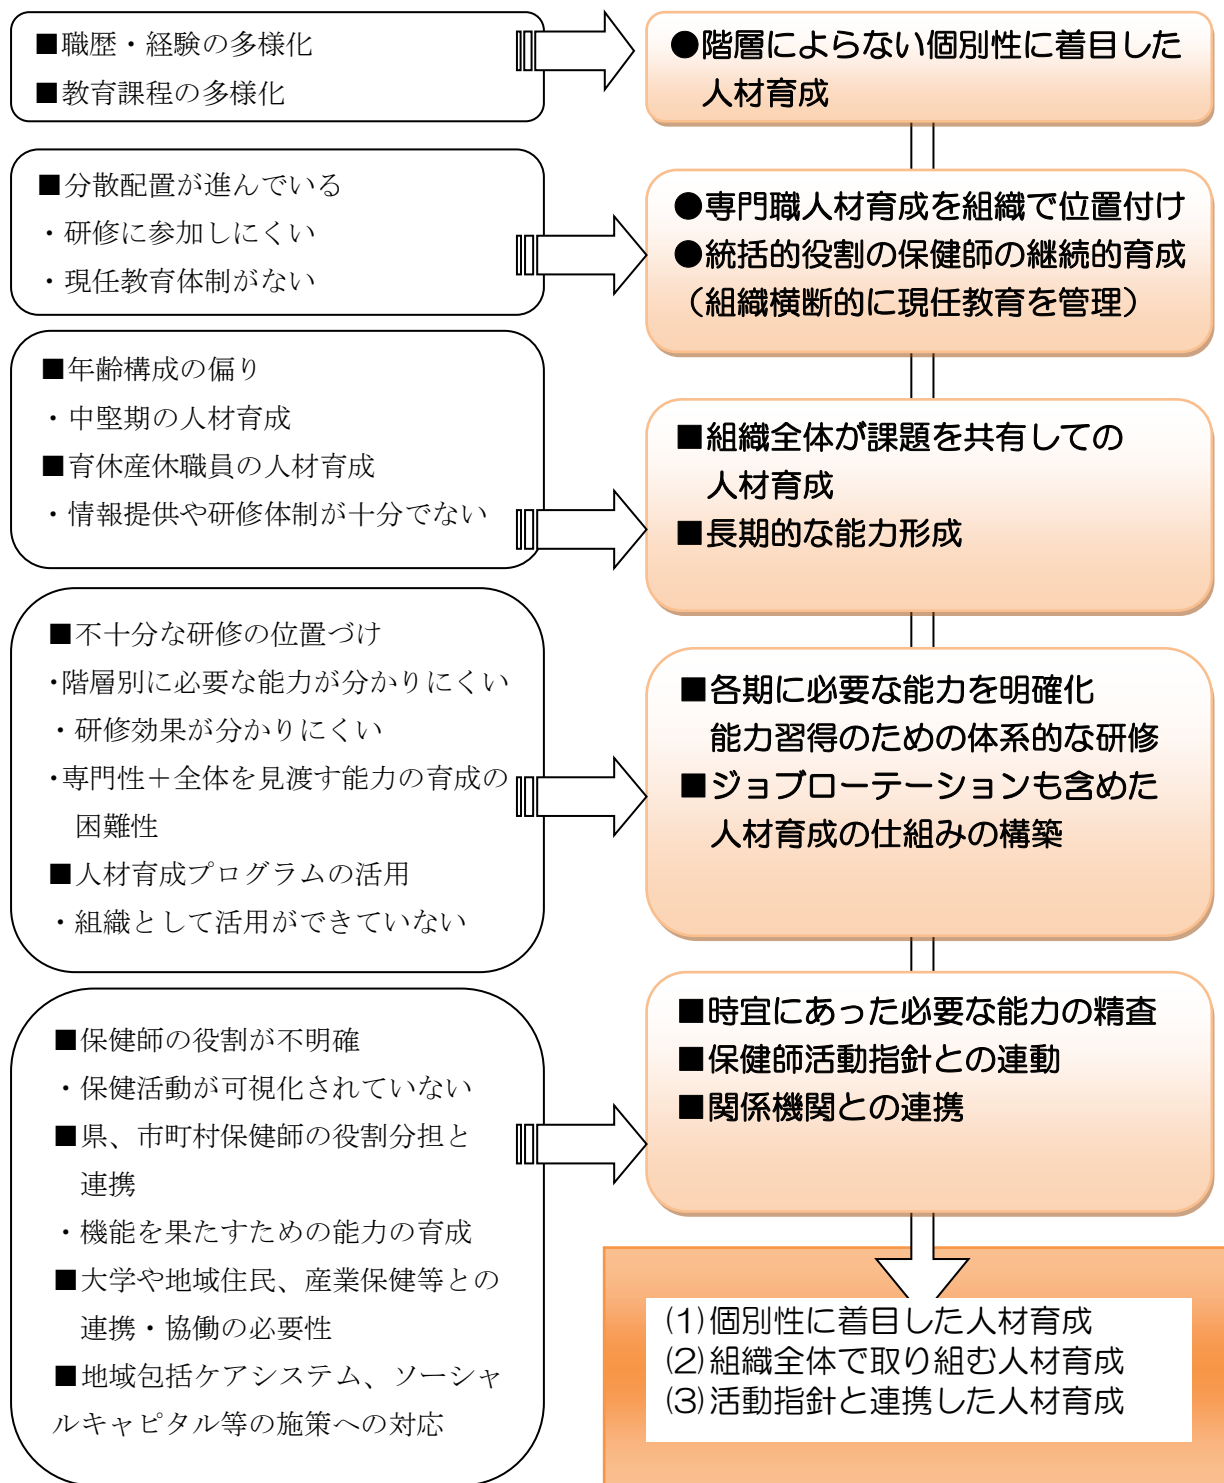 ■職歴・経験の多様化
■教育課程の多様化
●階層によらない個別性に着目した
人材育成
■分散配置が進んでいる
・研修に参加しにくい
・現任教育体制がない
●専門職人材育成を組織で位置付け
●統括的役割の保健師の継続的育成
（組織横断的に現任教育を管理）
■年齢構成の偏り
・中堅期の人材育成
■育休産休職員の人材育成
・情報提供や研修体制が十分でない
■組織全体が課題を共有しての
人材育成
■長期的な能力形成
■不十分な研修の位置づけ
・階層別に必要な能力が分かりにくい
・研修効果が分かりにくい
・専門性＋全体を見渡す能力の育成の
困難性
■人材育成プログラムの活用
・組織として活用ができていない
■各期に必要な能力を明確化
能力習得のための体系的な研修
■ジョブローテーションも含めた
人材育成の仕組みの構築
■保健師の役割が不明確
・保健活動が可視化されていない
■県、市町村保健師の役割分担と
連携
・機能を果たすための能力の育成
■大学や地域住民、産業保健等との
連携・協働の必要性
■地域包括ケアシステム、ソーシャ
ルキャピタル等の施策への対応
■時宜にあった必要な能力の精査
■保健師活動指針との連動
■関係機関との連携
(1)個別性に着目した人材育成
(2)組織全体で取り組む人材育成
(3)活動指針と連携した人材育成